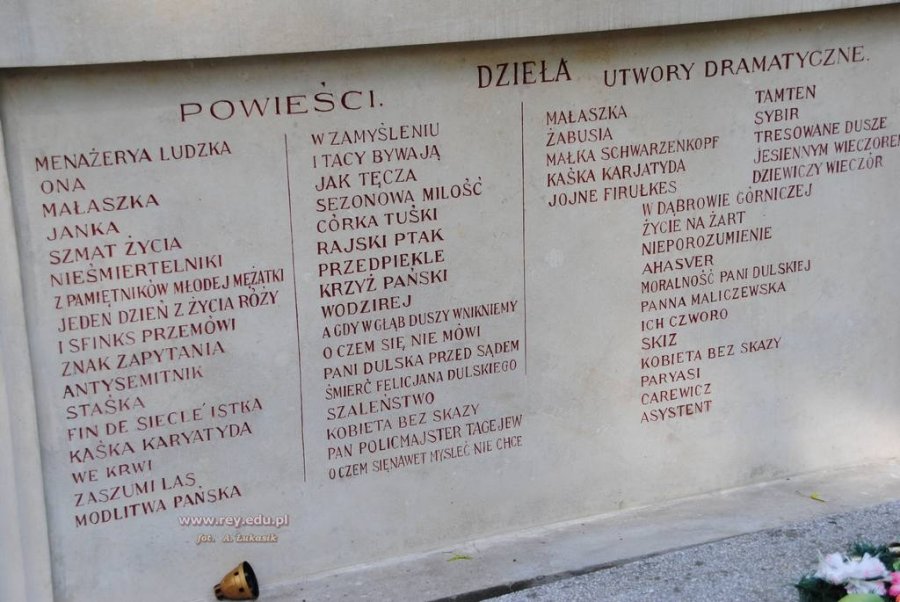 DZIEŁA
POWIEŚCI.
MENAŻERYA LUDZKA
ONA
MAŁASZKA
JANKA
SZMAT ŻYCIA
NIEŚMIERTELNIKI
Z PAMIĘTNIKÓW MŁODEJ MĘŻATKI
JEDEN DZIEŃ Z ŻYCIA RÓŻY
I SFINKS PRZEMÓWI
ZNAK ZAPYTANIA
ANTYSEMITNIK
STAŚKA
FIN DE SIECLE'ISTKA
KAŚKA KARYATYDA
WE KRWI
ZASZUMI LAS
MODLITWA PAŃSKA
W ZAMYŚLENIU
I TACY BYWAJĄ
JAK TĘCZA
SEZONOWA MIŁOŚĆ
CÓRKA TUŚKI
RAJSKI PTAK
PRZEDPIEKLE
KRZYŻ PAŃSKI
WODZIREJ
A GDY W GŁĄB DUSZY WNIKNIEMY
O CZEM SIĘ NIE MÓWI
PANI DULSKA PRZED SĄDEM
ŚMIERĆ FELICJANA DULSKIEGO
SZALEŃSTWO
KOBIETA BEZ SKAZY
PAN POLICMAJSTER TAGEJEW
O CZEM SIĘ NAWET MYŚLEĆ NIE CHCE
UTWORY DRAMATYCZNE.
MAŁASZKA
ŻABUSIA
MAŁKA SCHWARZENKOPF
KAŚKA KARJATYDA
JOJNE FIRUŁKES
TAMTEN
SYBIR
TRESOWANE DUSZE
JESIENNYM WIECZOREM
DZIEWICZY WIECZÓR
W DĄBROWIE GÓRNICZEJ
ŻYCIE NA ŻART
NIEPOROZUMIENIE
AHASVER
MORALNOŚĆ PANI DULSKIEJ
PANNA MALICZEWSKA
ICH CZWORO
SKIZ
KOBIETA BEZ SKAZY
PARYASI
CAREWICZ
ASYSTENT
www.rey.edu.pl
fot. A. Łukasik